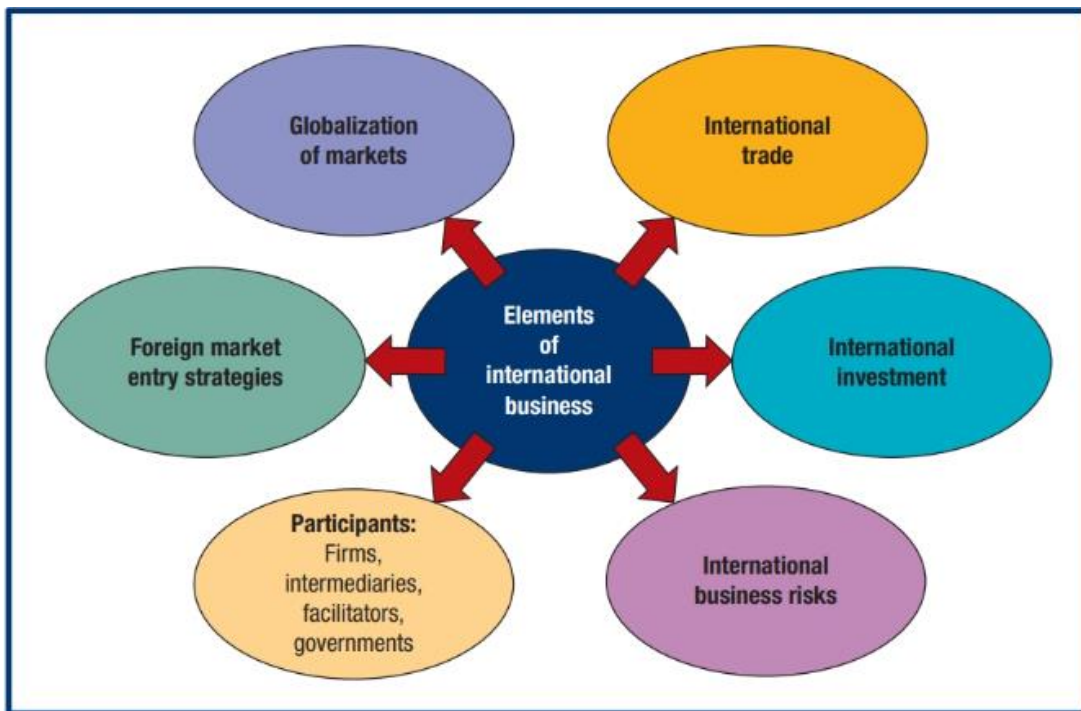 Globalization
of markets
International
trade
Elements
of
international
business
Foreign market
entry strategies
International
investment
Participants:
Firms,
intermediaries,
facilitators,
governments
International
business risks